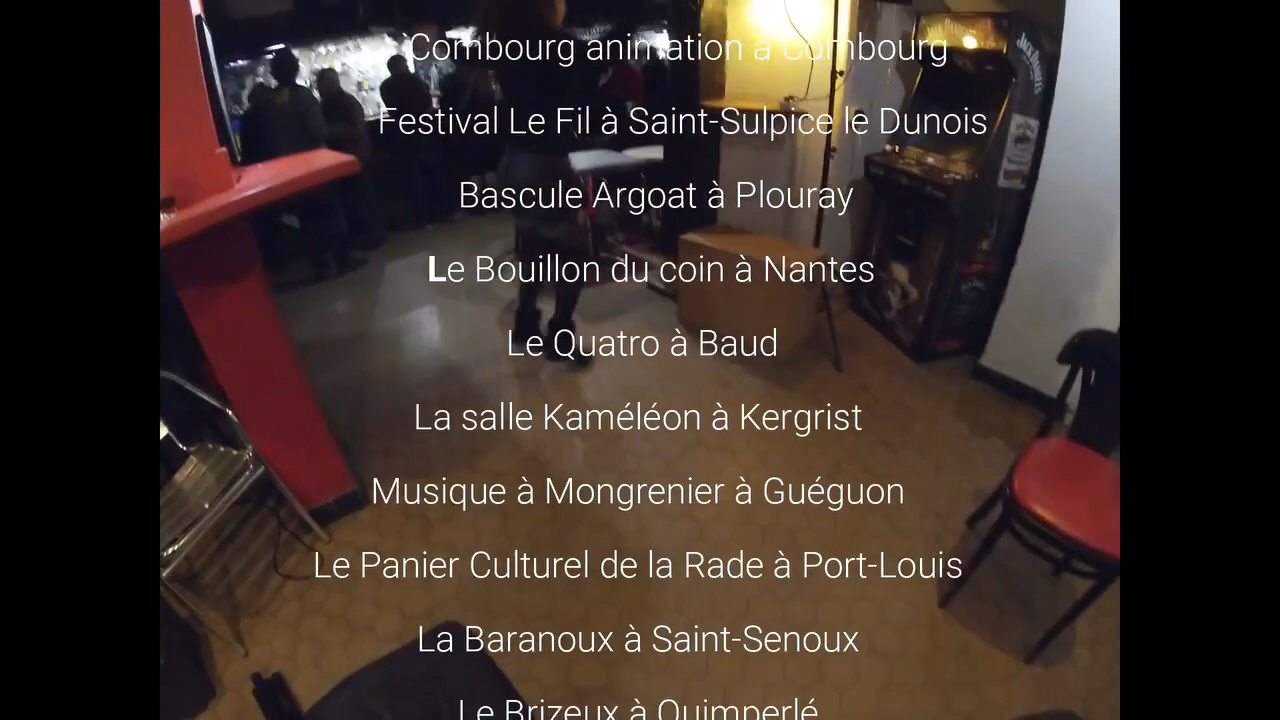 Combourg animation à Combourg
Festival Le Fil à Saint-Sulpice le Dunois
Bascule Argoat à Plouray
Le Bouillon du coin à Nantes
Le Quatro à Baud
La salle Kaméléon à Kergrist
Musique à Mongrenier à Guéguon
Le Panier Culturel de la Rade à Port-Louis
La Baranoux à Saint-Senoux
Le Brizeux à Quimperlé
JACK DANIEL'S